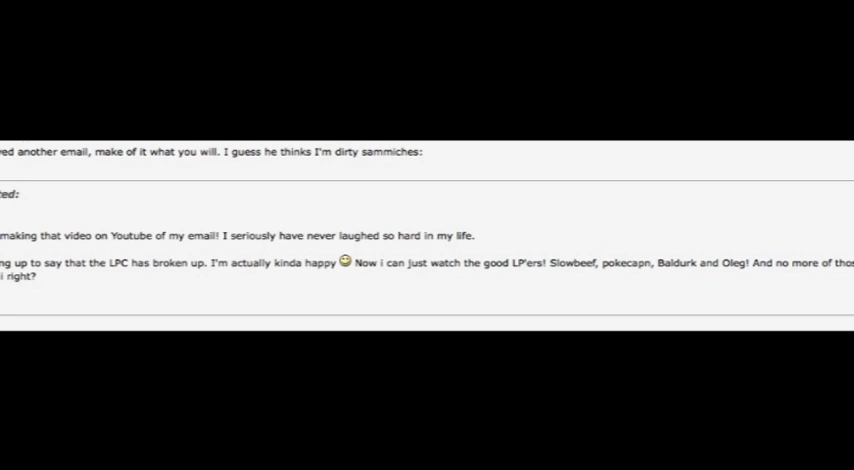 ved another email, make of it what you will. I guess he thinks I'm dirty sammiches:
ted:
making that video on Youtube of my email! I seriously have never laughed so hard in my life.
ng up to say that the LPC has broken up. I'm actually kinda happy Now i can just watch the good LP'ers! Slowbeef, pokecapn, Baldurk and Oleg! And no more of thos
i right?